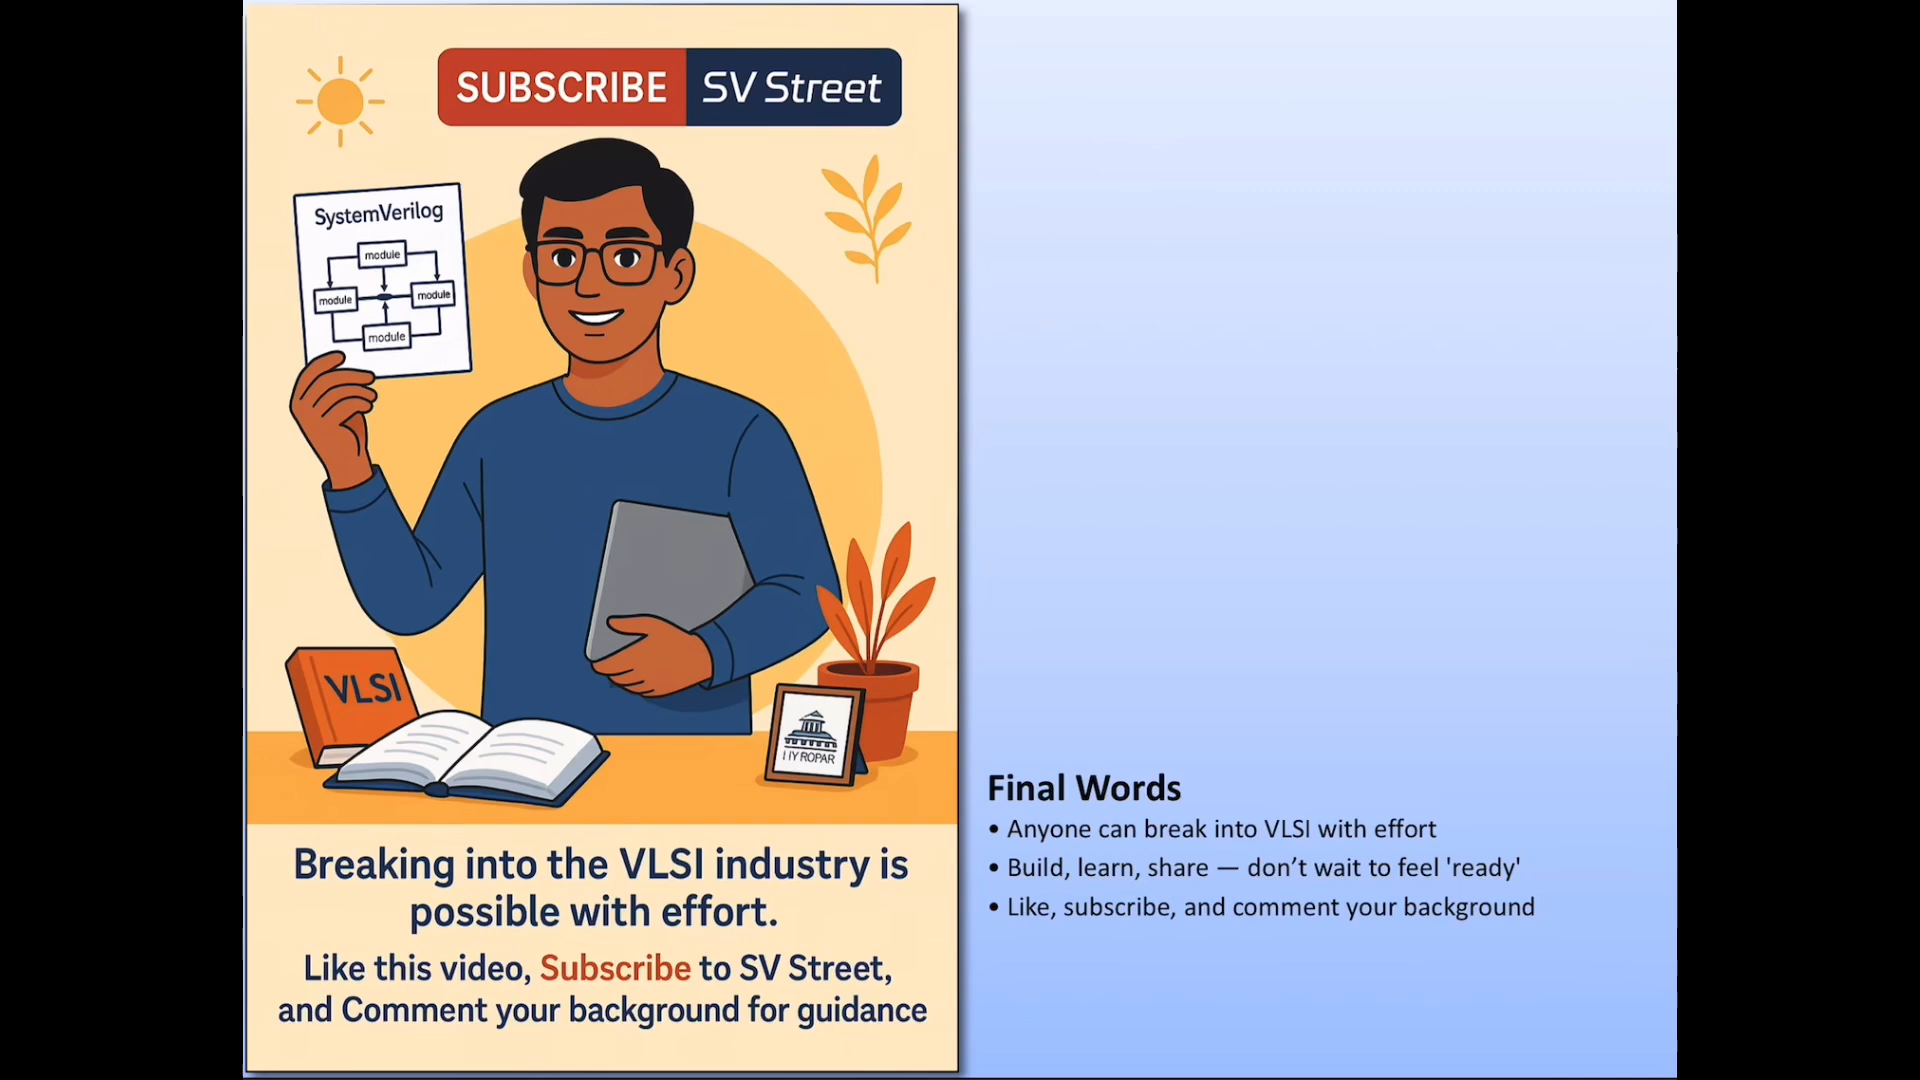 SUBSCRIBE SV Street
SystemVerilog
module
module
module
module
VLSI
I IY ROPAR
Breaking into the VLSI industry is
possible with effort.
Like this video, Subscribe to SV Street,
and Comment your background for guidance
Final Words
• Anyone can break into VLSI with effort
• Build, learn, share — don’t wait to feel 'ready'
• Like, subscribe, and comment your background